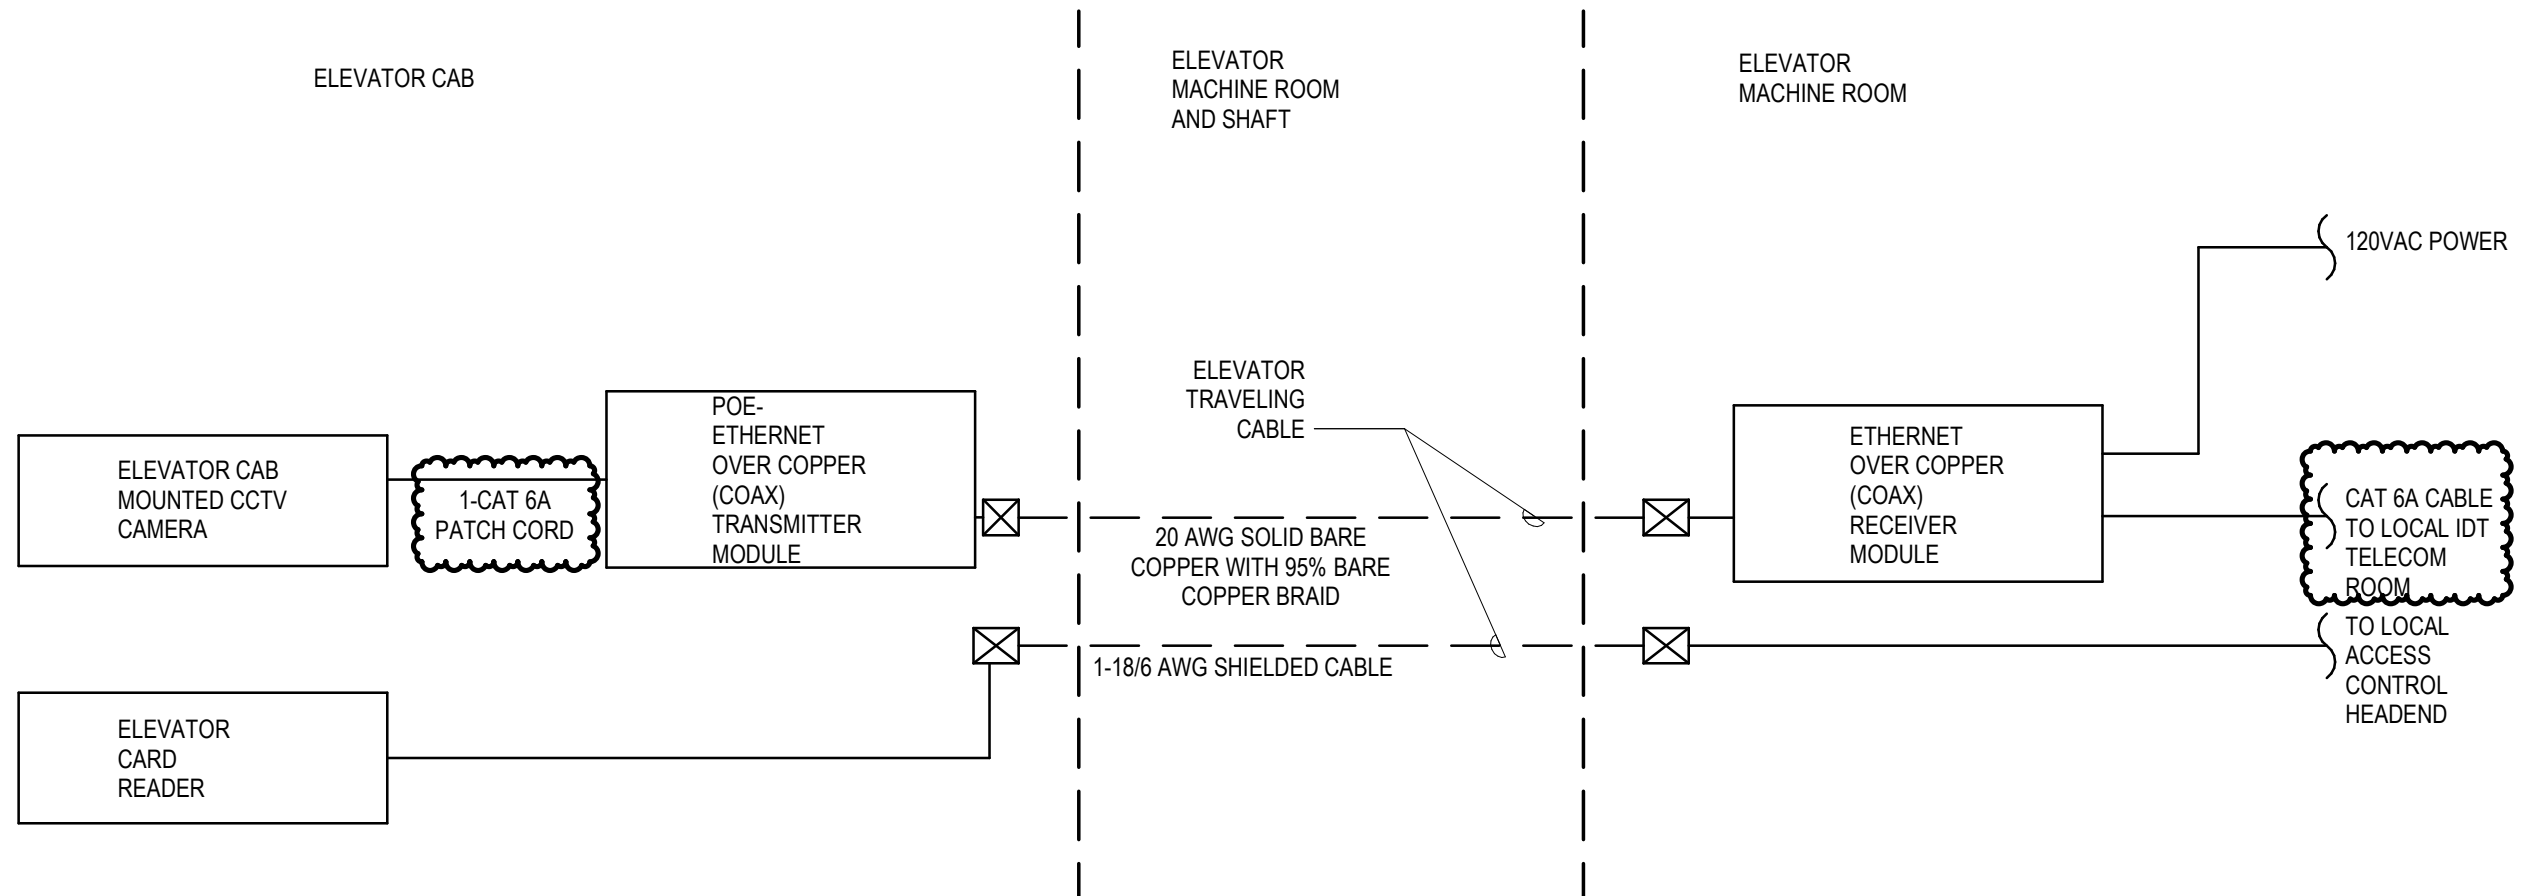 ELEVATOR CAB
ELEVATOR
MACHINE ROOM
AND SHAFT
ELEVATOR
MACHINE ROOM
120VAC POWER
ELEVATOR
TRAVELING
CABLE
ELEVATOR CAB
MOUNTED CCTV
CAMERA
1-CAT 6A
PATCH CORD
POE-
ETHERNET
OVER COPPER
(COAX)
TRANSMITTER
MODULE
20 AWG SOLID BARE
COPPER WITH 95% BARE
COPPER BRAID
ETHERNET
OVER COPPER
(COAX)
RECEIVER
MODULE
CAT 6A CABLE
TO LOCAL IDT
TELECOM
ROOM
1-18/6 AWG SHIELDED CABLE
TO LOCAL
ACCESS
CONTROL
HEADEND
ELEVATOR
CARD
READER